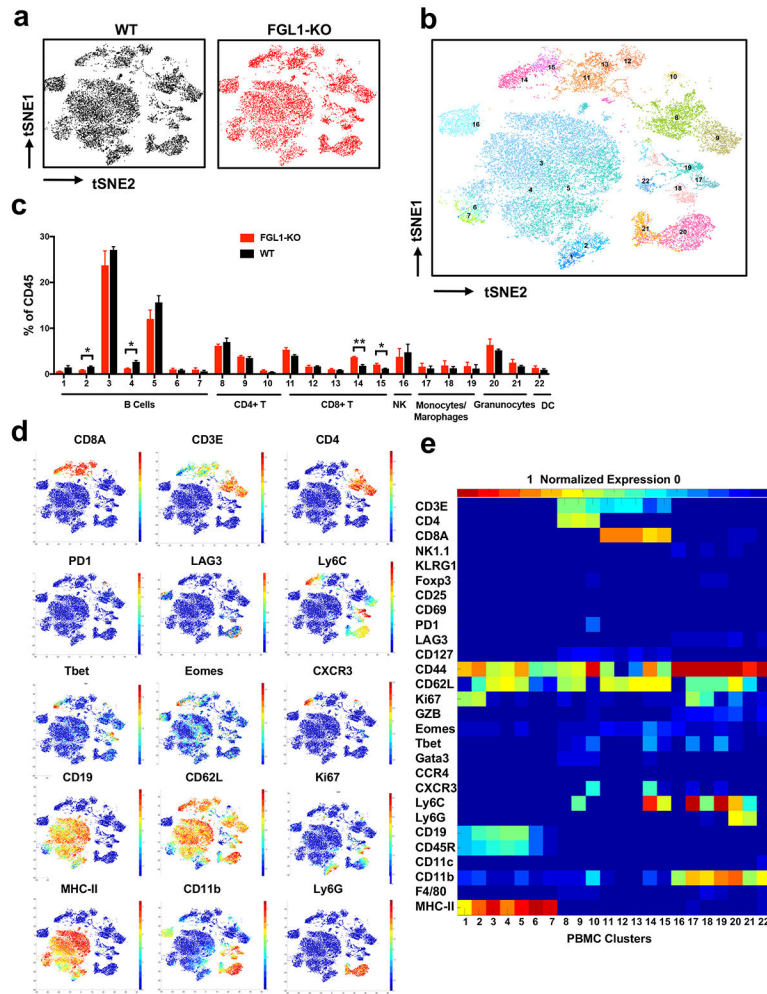 a
WT
FGL1-KO
tSNE1
tSNE2
b
1
2
3
4
5
6
7
8
9
10
11
12
13
14
15
16
17
18
19
20
21
22
tSNE1
tSNE2
c
% of CD45
30
20
10
0
FGL1-KO
WT
*
*
**
*
1 2 3 4 5 6 7 8 9 10 11 12 13 14 15 16 17 18 19 20 21 22
B Cells
CD4+ T
CD8+ T
NK
Monocytes/
Marophages
Granunocytes
DC
d
CD8A CD3E CD4
PD1 LAG3 Ly6C
Tbet Eomes CXCR3
CD19 CD62L Ki67
MHC-II CD11b Ly6G
e
1 Normalized Expression 0
CD3E
CD4
CD8A
NK1.1
KLRG1
Foxp3
CD25
CD69
PD1
LAG3
CD127
CD44
CD62L
Ki67
GZB
Eomes
Tbet
Gata3
CCR4
CXCR3
Ly6C
Ly6G
CD19
CD45R
CD11c
CD11b
F4/80
MHC-II
1 2 3 4 5 6 7 8 9 10 11 12 13 14 15 16 17 18 19 20 21 22
PBMC Clusters